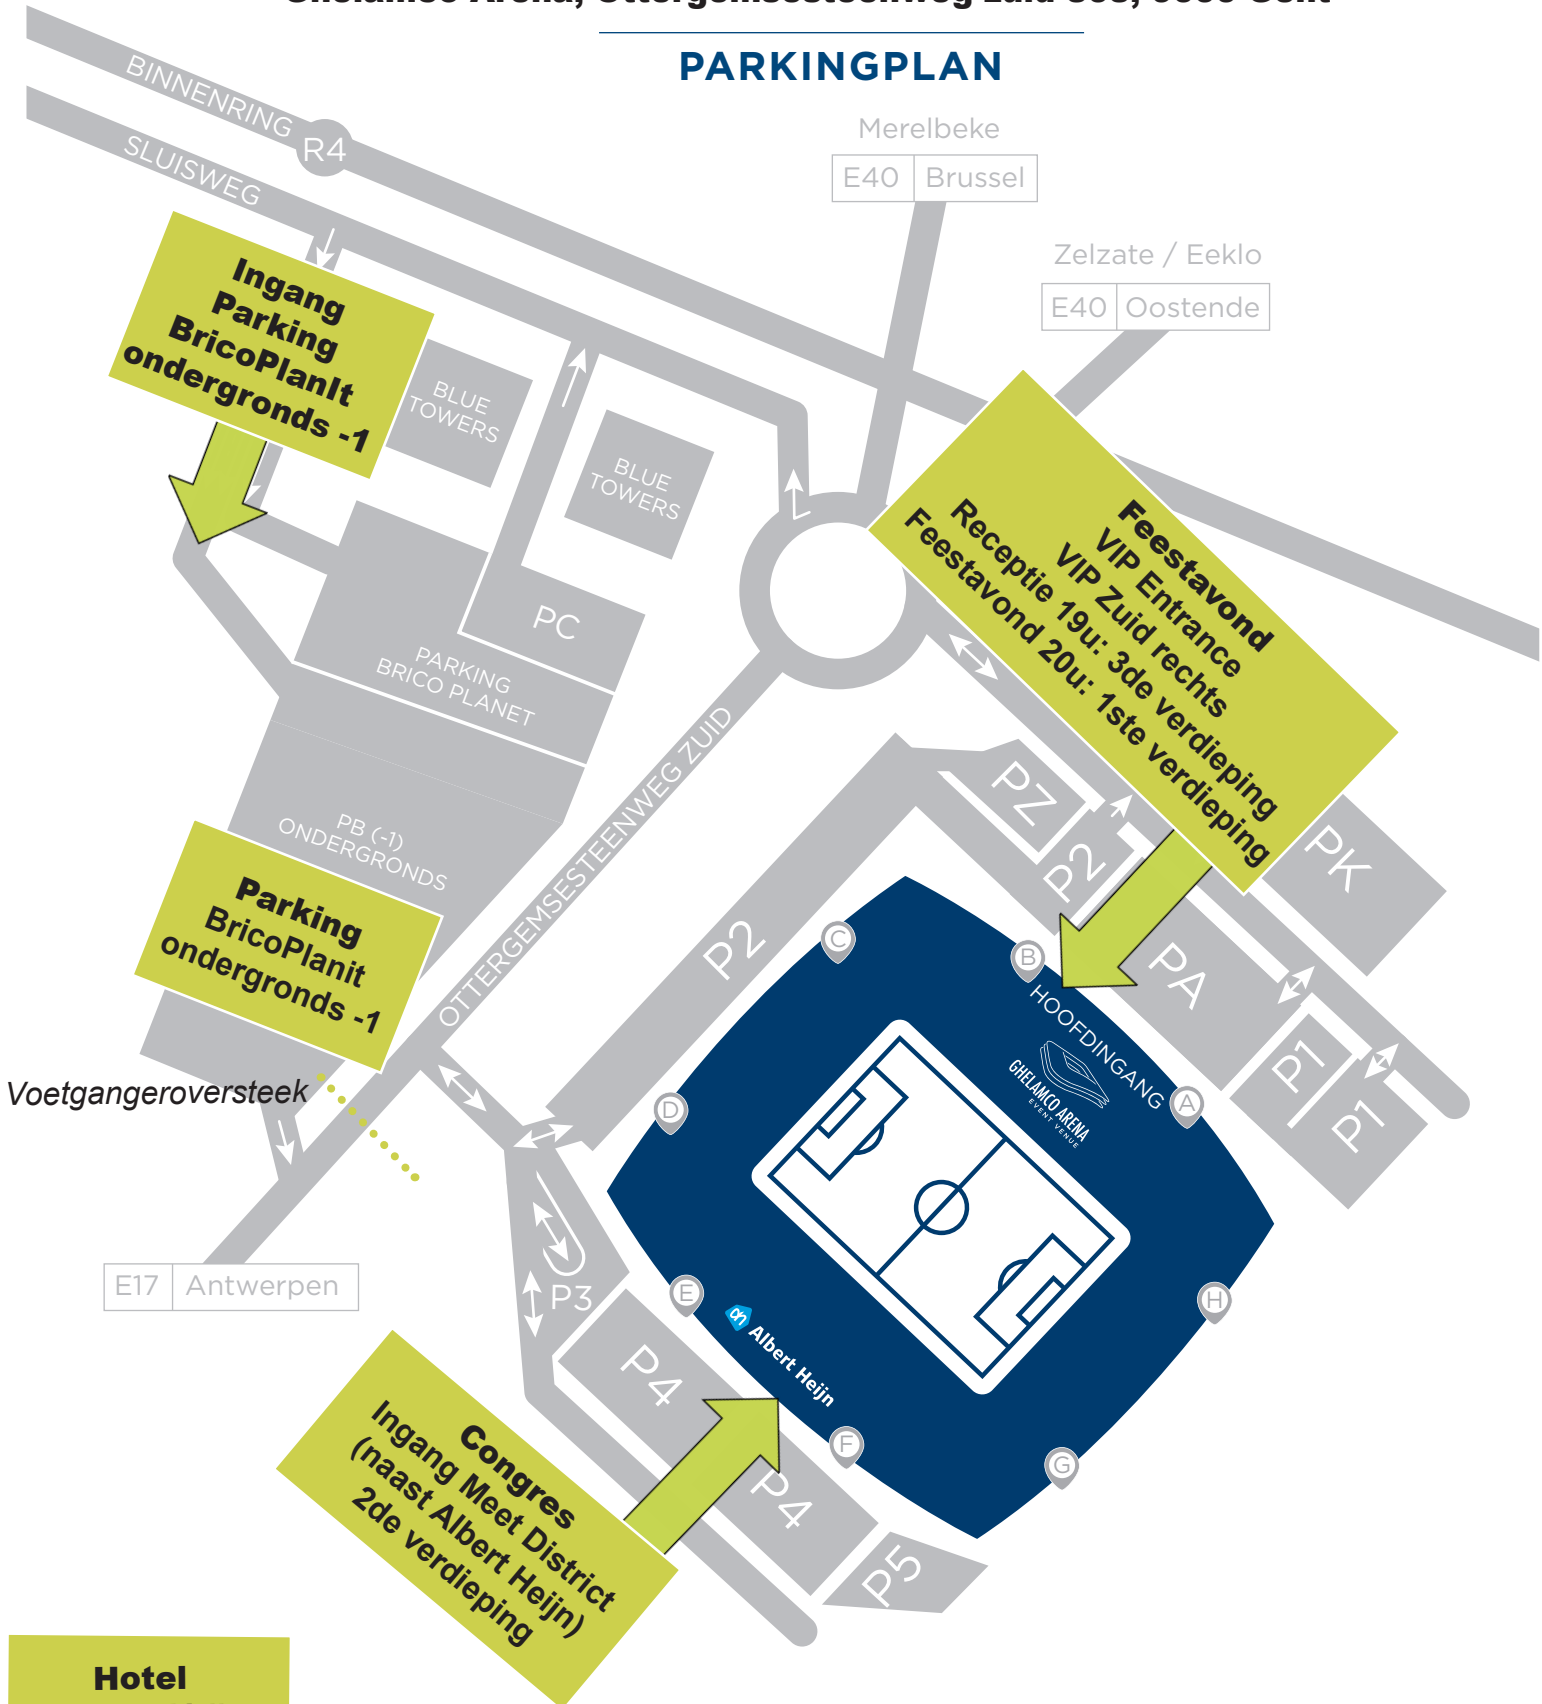 PARKINGPLAN
BINNENRING
R4
SLUISWEG
Merelbeke
E40 Brussel
Zelzate / Eeklo
E40 Oostende
Ingang
Parking
BricoPlanIt
ondergronds -1
BLUE
TOWERS
BLUE
TOWERS
Feestavond
VIP Entrance
VIP Zuid rechts
Receptie 19u: 3de verdieping
Feestavond 20u: 1ste verdieping
PC
PARKING
BRICO PLANET
PB (-1)
ONDERGRONDS
OTTERGEMSESTEENWEG ZUID
Parking
BricoPlanit
ondergronds -1
Voetgangeroversteek
PZ
P2
PK
P2
PA
P1
P1
C
B
HOOFDINGANG
GHELAMCO ARENA
EVENT VENUE
A
D
E
H
ah Albert Heijn
F
G
E17 Antwerpen
P3
P4
P4
P5
Congres
Ingang Meet District
(naast Albert Heijn)
2de verdieping
Hotel